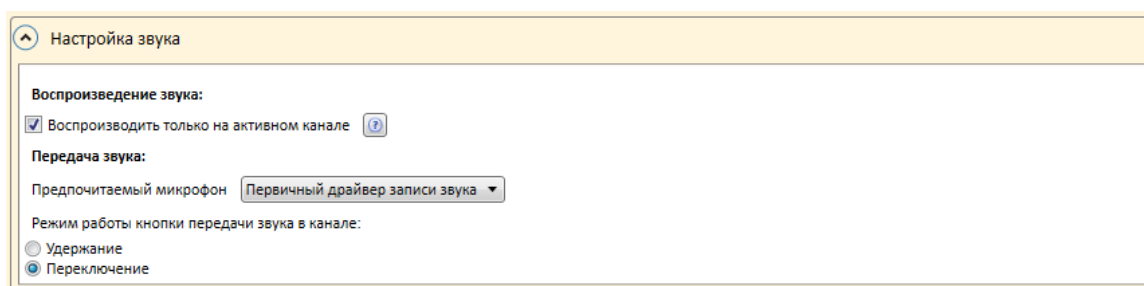 Настройка звука
Воспроизведение звука:
Воспроизводить только на активном канале ?
Передача звука:
Предпочитаемый микрофон Первичный драйвер записи звука
Режим работы кнопки передачи звука в канале:
Удержание
Переключение